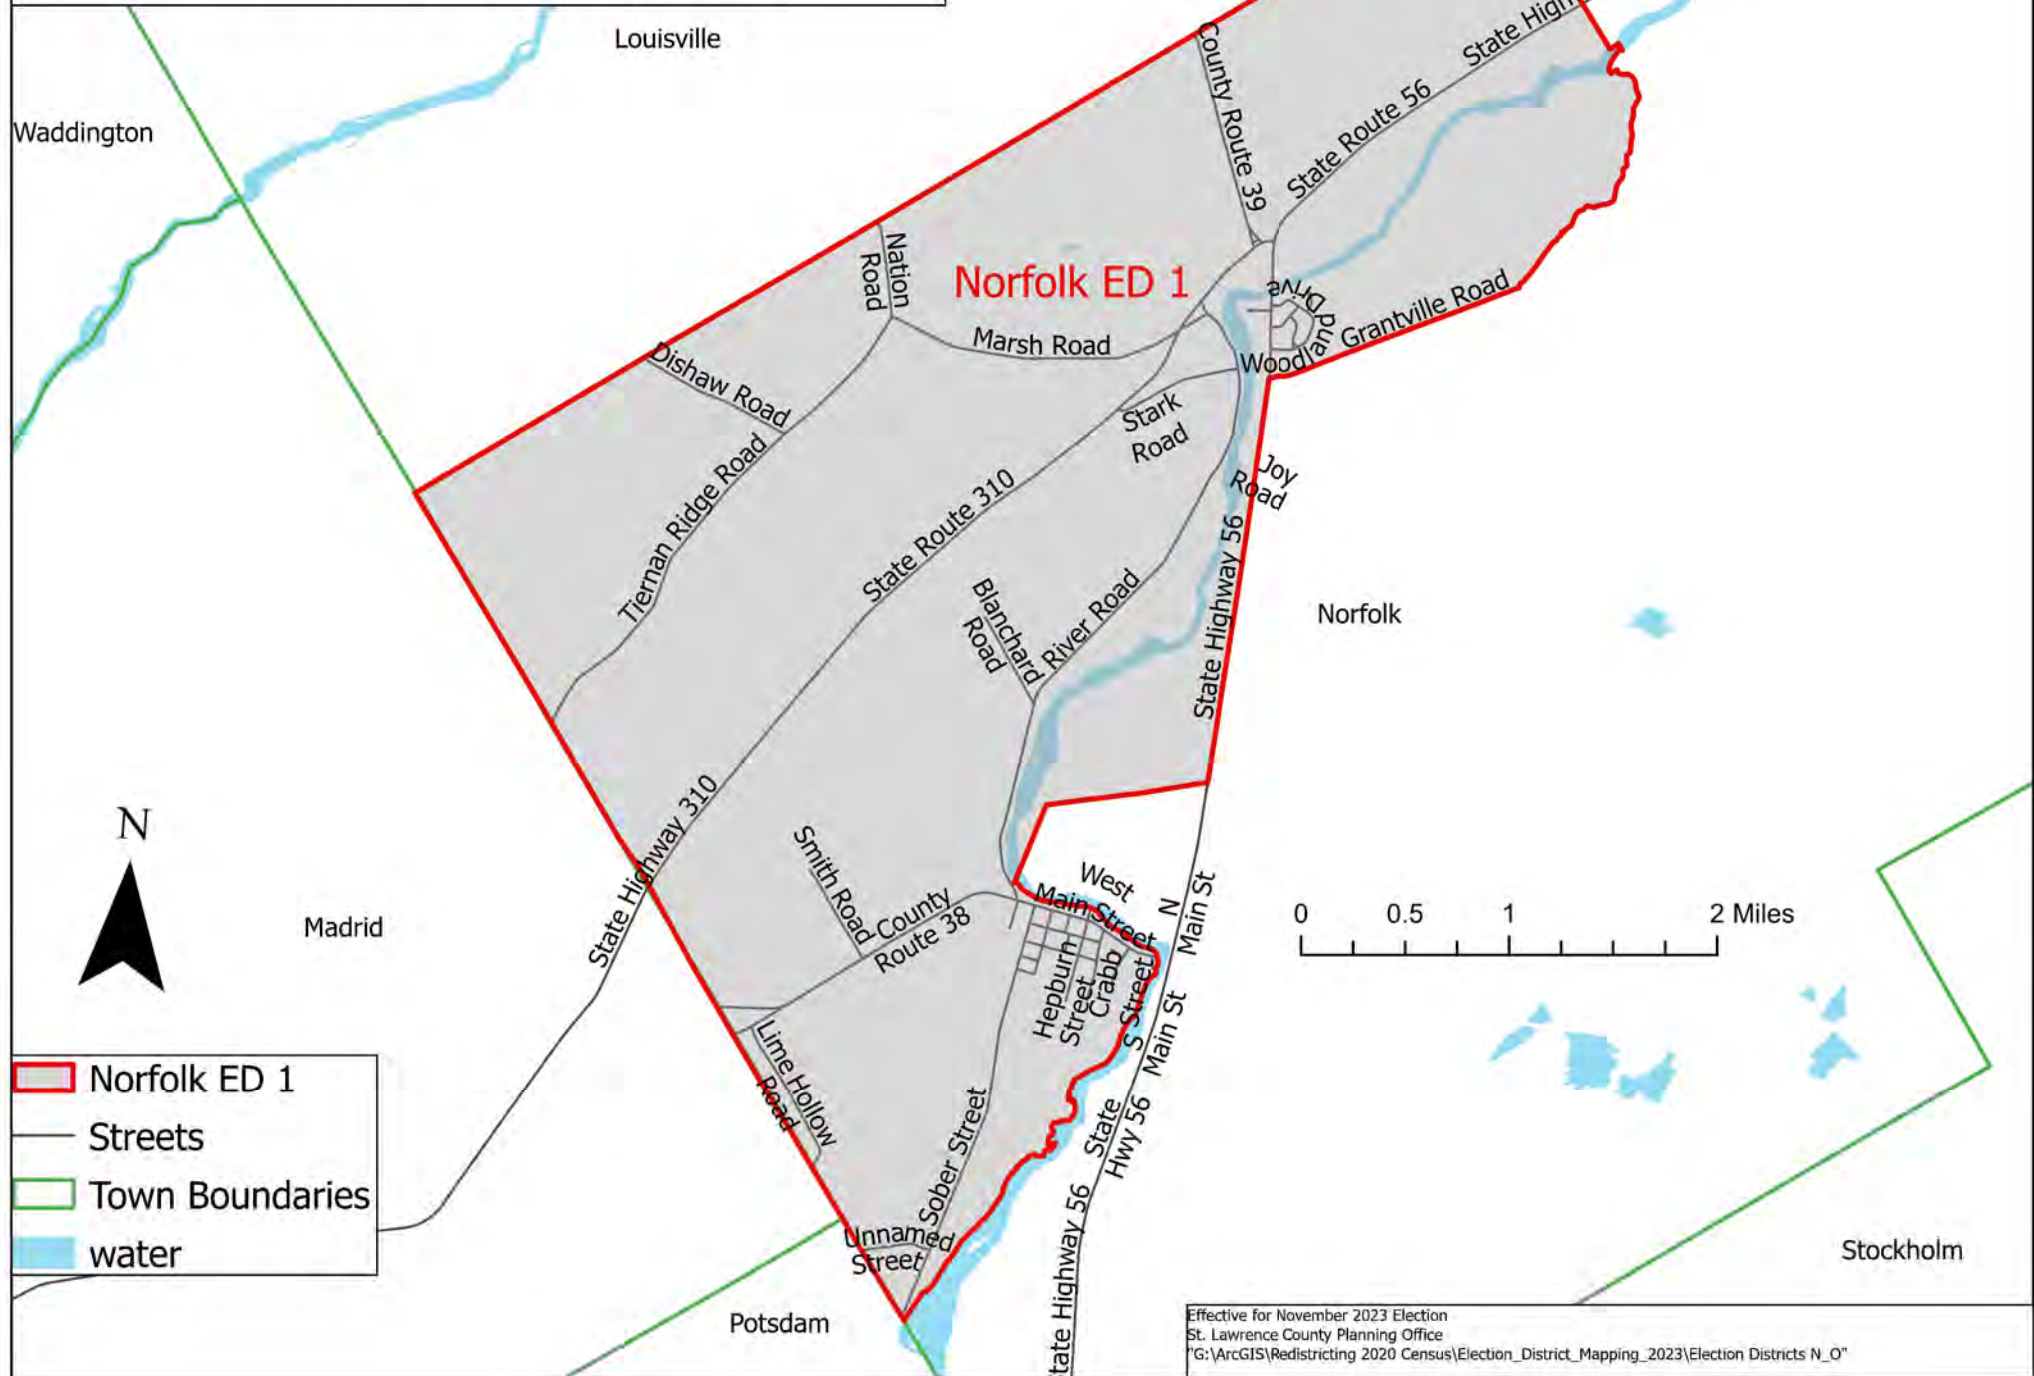 Louisville
State High
County Route 39
State Route 56
Waddington
Nation
Road
Norfolk ED 1
Drive
Woodland
Grantville Road
Marsh Road
Dishaw Road
Stark
Road
Joy
Road
Tiernan Ridge Road
State Route 310
State Highway 56
Blanchard
Road
River Road
Norfolk
State Highway 310
N
Smith Road
County
Route 38
West
Main Street
N
Main St
0 0.5 1 2 Miles
Madrid
Hepburn
Street
Crabb
S Street
Main St
Lime Hollow
Road
Norfolk ED 1
Streets
Town Boundaries
water
State
Hwy 56
Sober Street
Unnamed
Street
State Highway 56
Stockholm
Potsdam
Effective for November 2023 Election
St. Lawrence County Planning Office
"G:\ArcGIS\Redistricting 2020 Census\Election_District_Mapping_2023\Election Districts N_O"